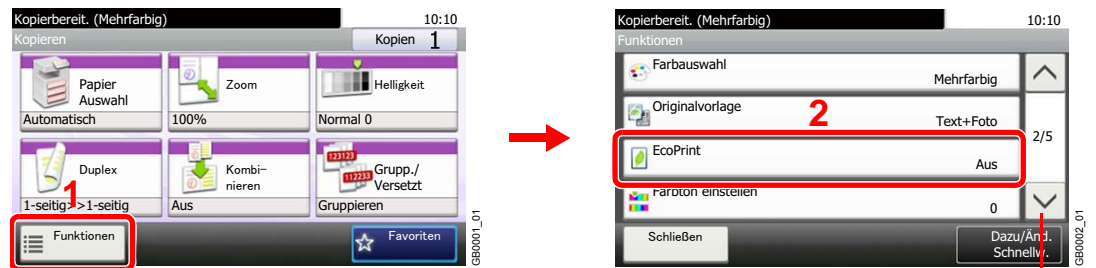 Kopierbereit. (Mehrfarbig) 10:10
Kopieren Kopien 1
Papier
Auswahl
Automatisch
Zoom
100%
Helligkeit
Normal 0
Duplex
1-seitig>>1-seitig
Kombi-
nieren
Aus
123123
112233
Grupp./
Versetzt
Gruppieren
1
Funktionen
Favoriten
GB0001_01
Kopierbereit. (Mehrfarbig) 10:10
Funktionen
Farbauswahl
Mehrfarbig
Originalvorlage
Text+Foto
2
2/5
EcoPrint
Aus
Farbton einstellen
0
Schließen
Dazu/Änd.
Schnellw.
GB0002_01